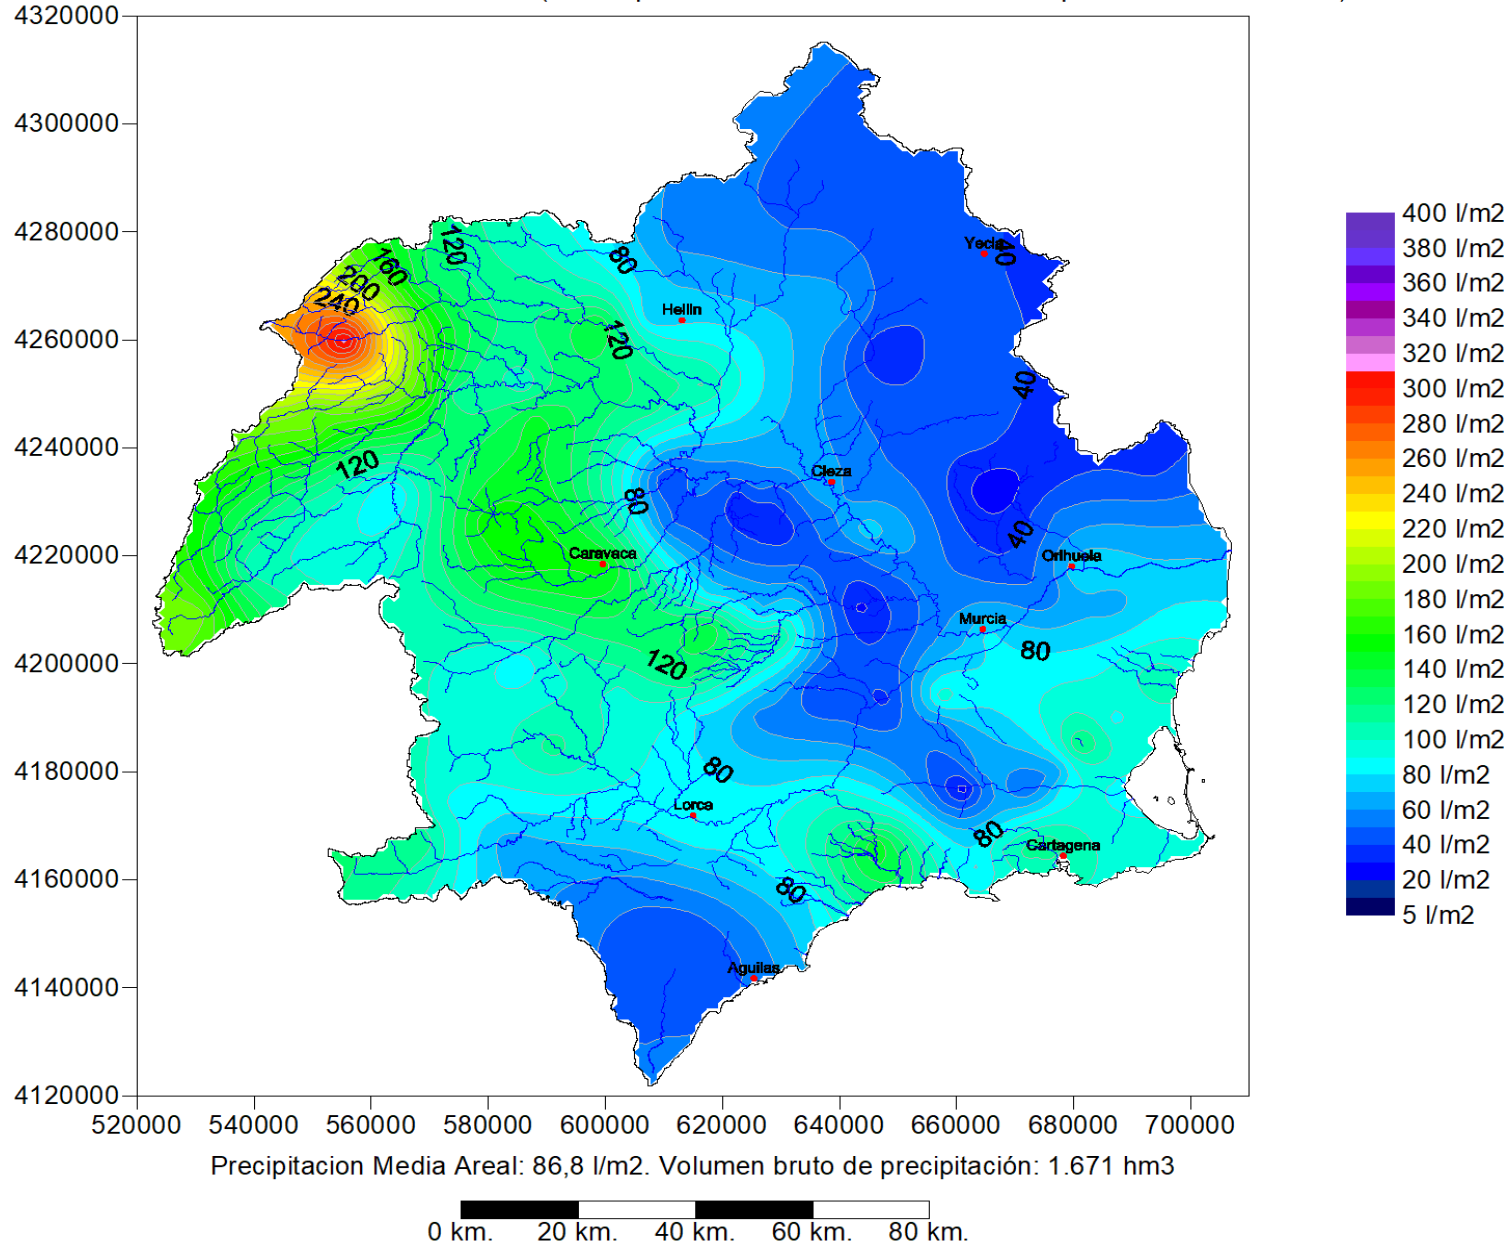 4320000
4300000
4280000
4260000
4240000
4220000
4200000
4180000
4160000
4140000
4120000
520000 540000 560000 580000 600000 620000 640000 660000 680000 700000
120
160
200
240
80
Yecla
40
Hellin
120
40
120
Cieza
80
40
Caravaca
Orihuela
Murcia
80
120
80
Lorca
80
Cartagena
80
Aguilas
400 l/m2
380 l/m2
360 l/m2
340 l/m2
320 l/m2
300 l/m2
280 l/m2
260 l/m2
240 l/m2
220 l/m2
200 l/m2
180 l/m2
160 l/m2
140 l/m2
120 l/m2
100 l/m2
80 l/m2
60 l/m2
40 l/m2
20 l/m2
5 l/m2
Precipitacion Media Areal: 86,8 l/m2. Volumen bruto de precipitación: 1.671 hm3
0 km. 20 km. 40 km. 60 km. 80 km.